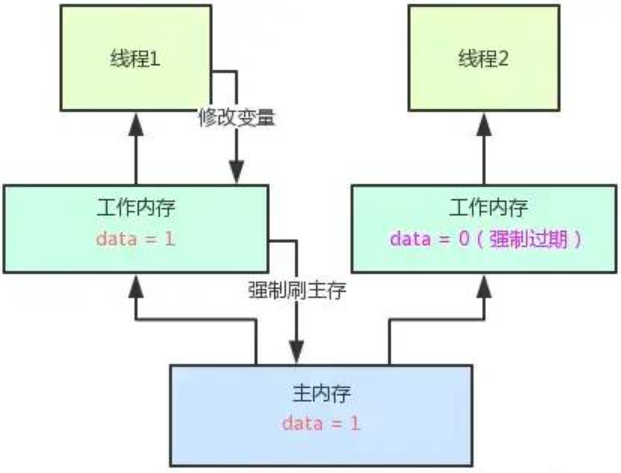 线程1
线程2
修改变量
工作内存
data = 1
工作内存
data = 0 ( 强制过期 )
强制刷主存
主内存
data = 1